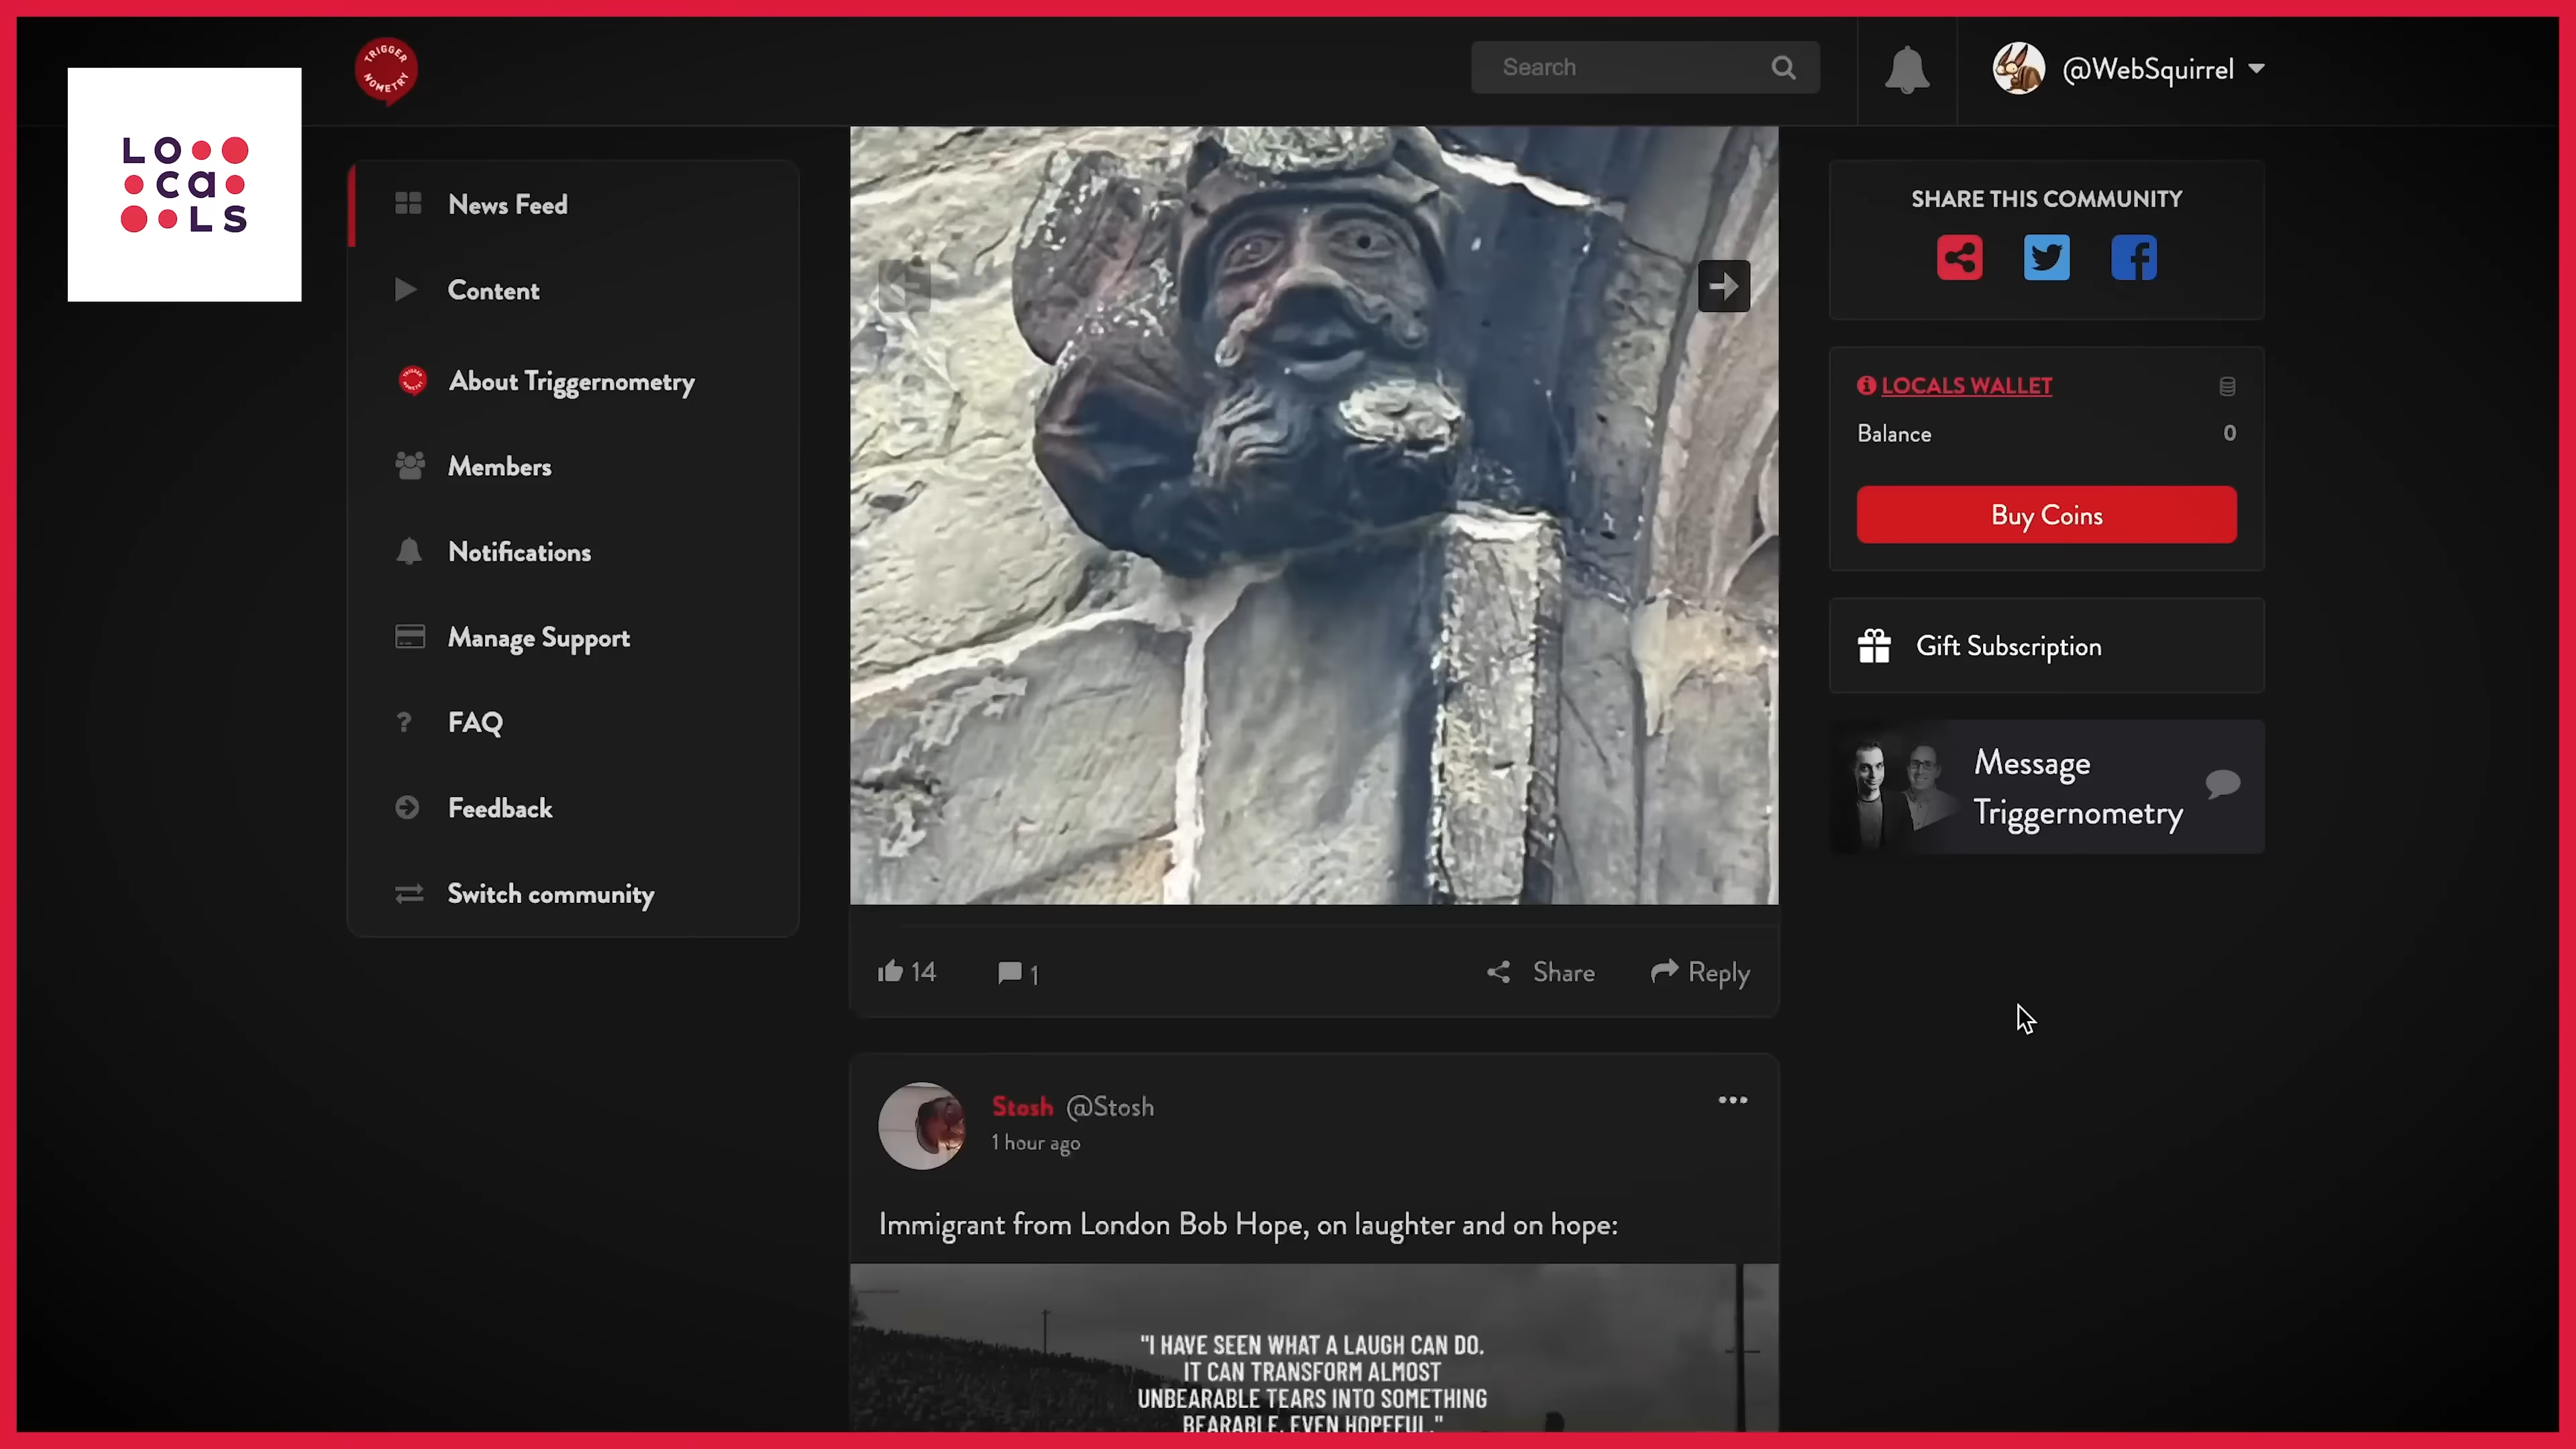 TRIGGER
NOMETRY
Search
@WebSquirrel
LO
ca
LS
News Feed
Content
About Triggernometry
Members
Notifications
Manage Support
FAQ
Feedback
Switch community
14
1
Share
Reply
Stosh @Stosh
1 hour ago
Immigrant from London Bob Hope, on laughter and on hope:
"I HAVE SEEN WHAT A LAUGH CAN DO.
IT CAN TRANSFORM ALMOST
UNBEARABLE TEARS INTO SOMETHING
BEARABLE, EVEN HOPEFUL."
SHARE THIS COMMUNITY
LOCALS WALLET
Balance
0
Buy Coins
Gift Subscription
Message
Triggernometry